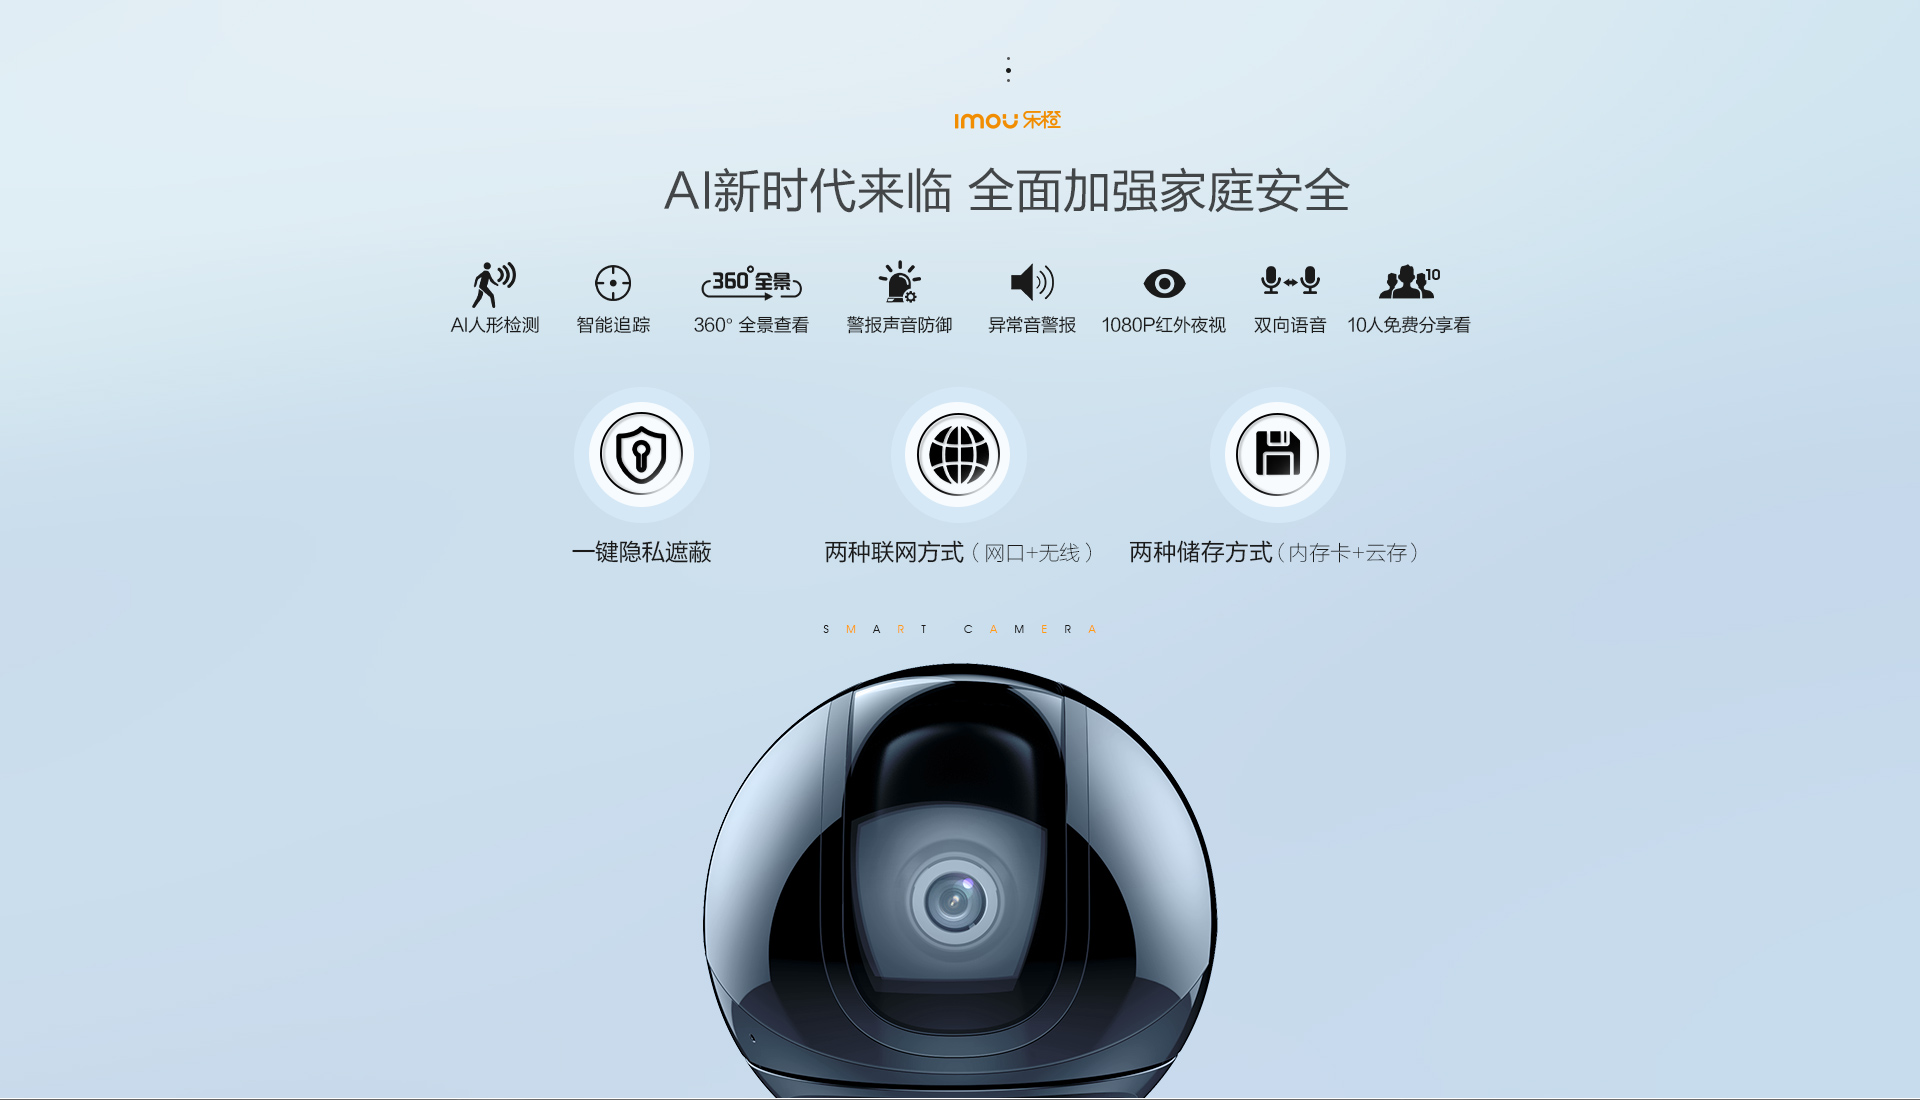 imou 乐橙
AI新时代来临 全面加强家庭安全
360°全景
10
AI人形检测 智能追踪 360° 全景查看 警报声音防御 异常音警报 1080P红外夜视 双向语音 10人免费分享看
一键隐私遮蔽 两种联网方式（网口+无线） 两种储存方式（内存卡+云存）
SMART CAMERA